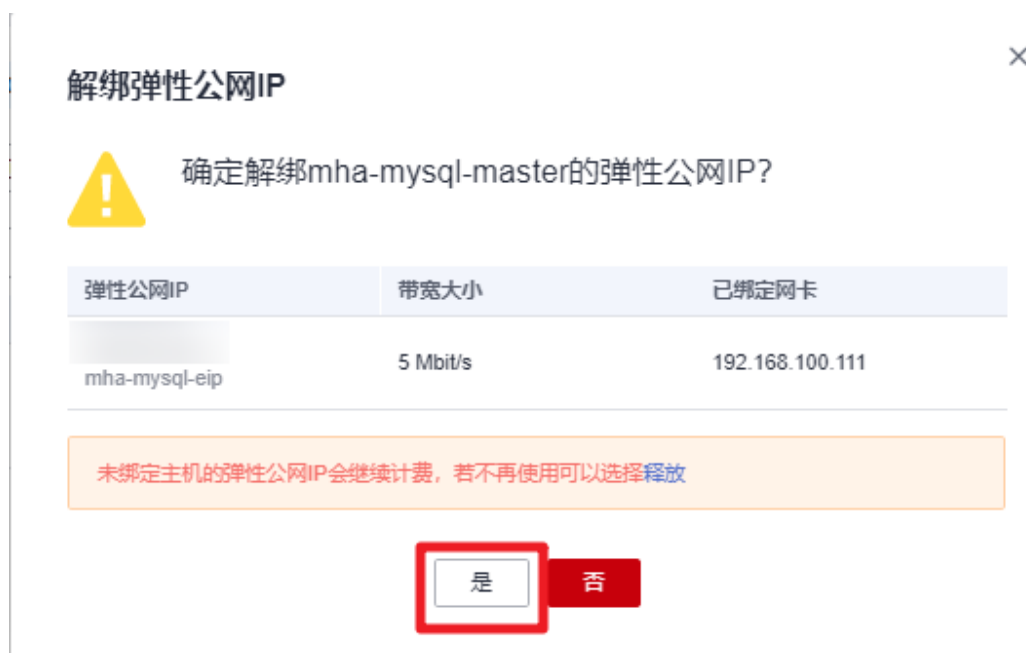 解绑弹性公网IP
确定解绑mha-mysql-master的弹性公网IP?
弹性公网IP 带宽大小 已绑定网卡
5 Mbit/s 192.168.100.111
mha-mysql-eip
未绑定主机的弹性公网IP会继续计费，若不再使用可以选择释放
是 否